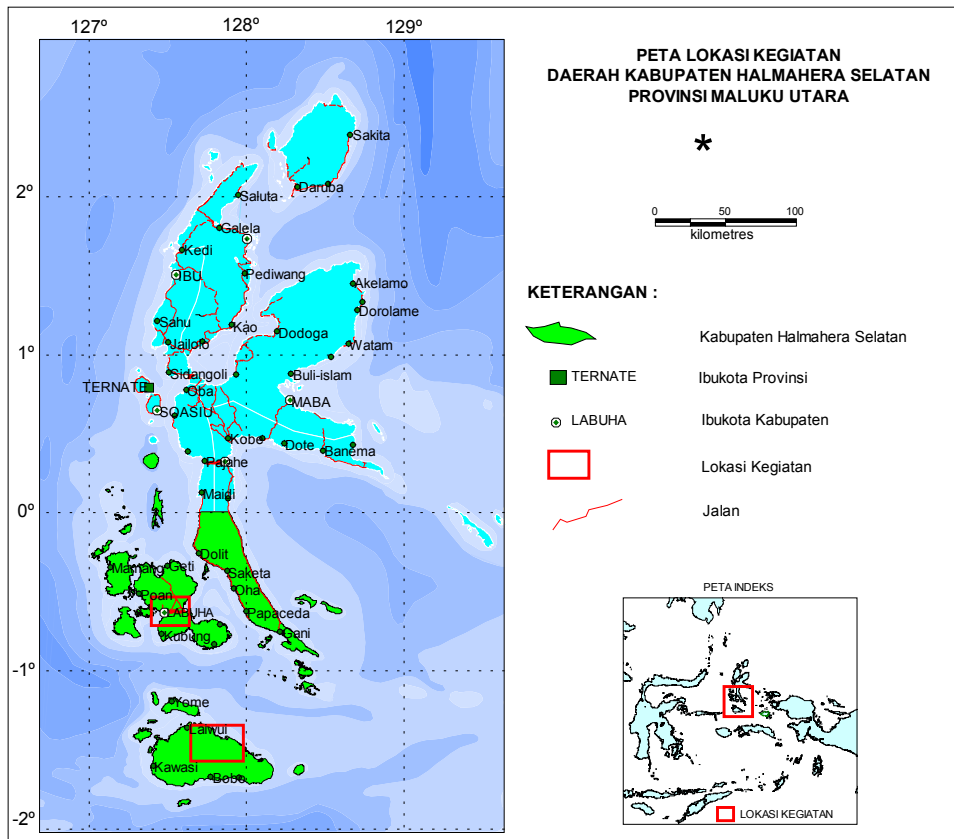 127º 128º 129º
PETA LOKASI KEGIATAN
DAERAH KABUPATEN HALMAHERA SELATAN
PROVINSI MALUKU UTARA
*
0 50 100
kilometres
KETERANGAN :
Kabupaten Halmahera Selatan
TERNATE Ibukota Provinsi
LABUHA Ibukota Kabupaten
Lokasi Kegiatan
Jalan
PETA INDEKS
LOKASI KEGIATAN
Sakita
Daruba
2º
Saluta
Galela
Kedi
IBU
Pediwang
Akelamo
Dorolame
Sahu
Kao
Dodoga
1º
Jailolo
Watam
Sidangoli
Buli-islam
TERNATE
Oba
MABA
SOASIU
Kobe
Dote
Banema
Pajahe
Maidi
0º
Dolit
Geti
Saketa
Oha
Poan
LABUHA
Papaceda
Kubung
Gani
-1º
Yome
Laiwui
Kawasi
Bobo
-2º